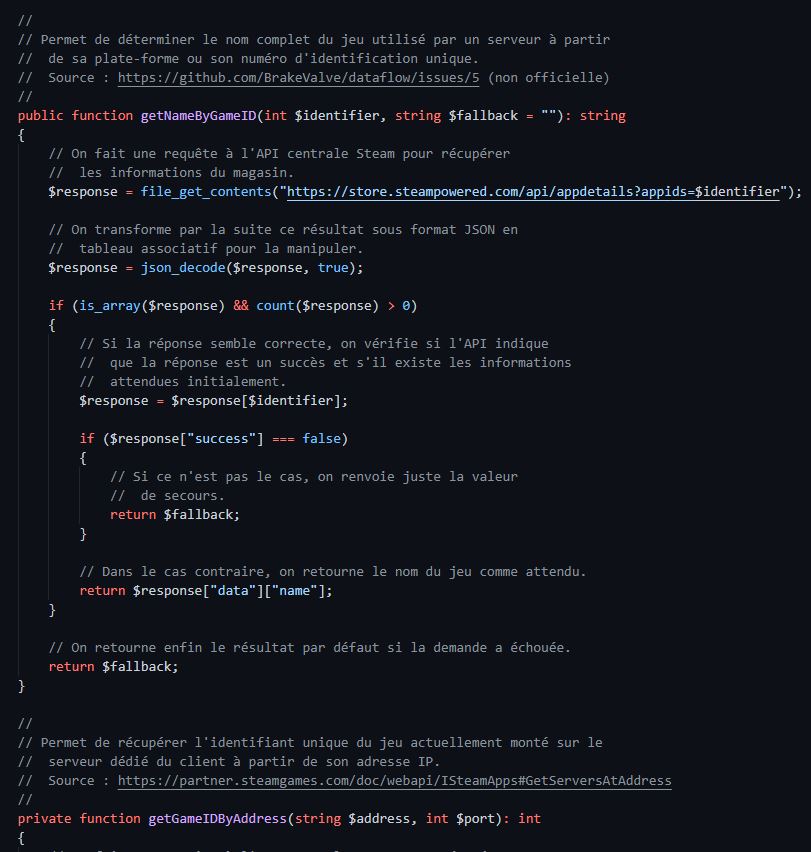 //
// Permet de déterminer le nom complet du jeu utilisé par un serveur à partir
//  de sa plate-forme ou son numéro d'identification unique.
//  Source : https://github.com/BrakeValve/dataflow/issues/5 (non officielle)
//
public function getNameByGameID(int $identifier, string $fallback = ""): string
{
// On fait une requête à l'API centrale Steam pour récupérer
//  les informations du magasin.
$response = file_get_contents("https://store.steampowered.com/api/appdetails?appids=$identifier");
// On transforme par la suite ce résultat sous format JSON en
//  tableau associatif pour la manipuler.
$response = json_decode($response, true);
if (is_array($response) && count($response) > 0)
{
// Si la réponse semble correcte, on vérifie si l'API indique
//  que la réponse est un succès et s'il existe les informations
//  attendues initialement.
$response = $response[$identifier];
if ($response["success"] === false)
{
// Si ce n'est pas le cas, on renvoie juste la valeur
//  de secours.
return $fallback;
}
// Dans le cas contraire, on retourne le nom du jeu comme attendu.
return $response["data"]["name"];
}
// On retourne enfin le résultat par défaut si la demande a échouée.
return $fallback;
}
//
// Permet de récupérer l'identifiant unique du jeu actuellement monté sur le
//  serveur dédié du client à partir de son adresse IP.
//  Source : https://partner.steamgames.com/doc/webapi/ISteamApps#GetServersAtAddress
//
private function getGameIDByAddress(string $address, int $port): int
{